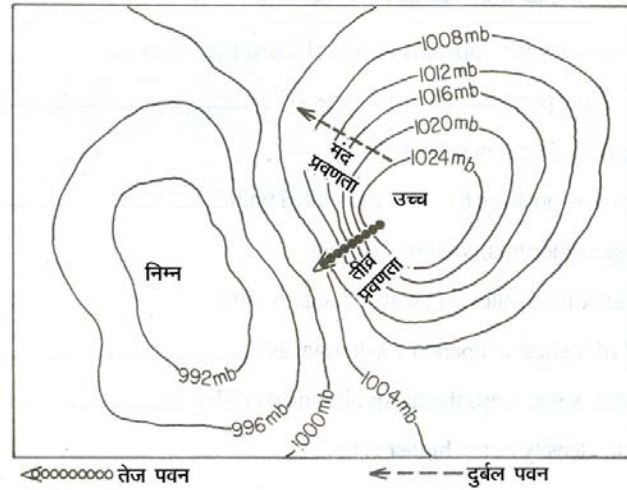 1008mb
1012mb
1016mb
1020mb
1024mb
मंद
प्रवणता
उच्च
तीव्र
प्रवणता
निम्न
992mb
996mb
1000mb
1004mb
तेज पवन
दुर्बल पवन